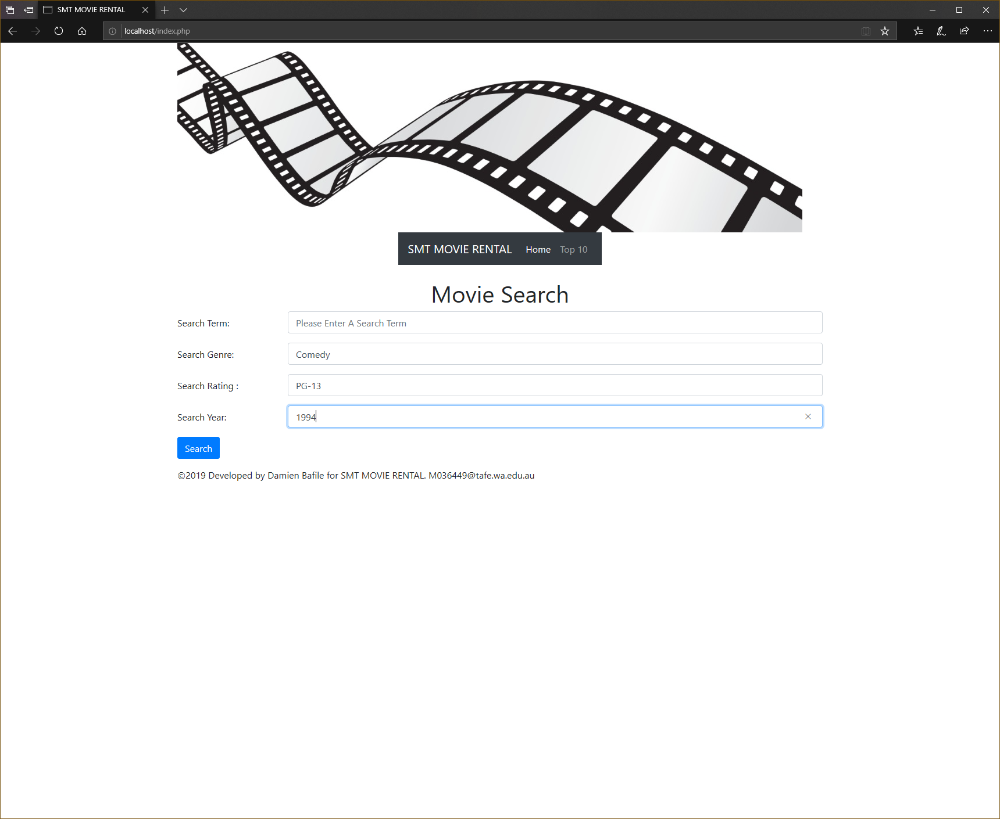 SMT MOVIE RENTAL
localhost/index.php
SMT MOVIE RENTAL Home Top 10
Movie Search
Search Term: Please Enter A Search Term
Search Genre: Comedy
Search Rating : PG-13
Search Year: 1994
Search
©2019 Developed by Damien Bafile for SMT MOVIE RENTAL. M036449@tafe.wa.edu.au